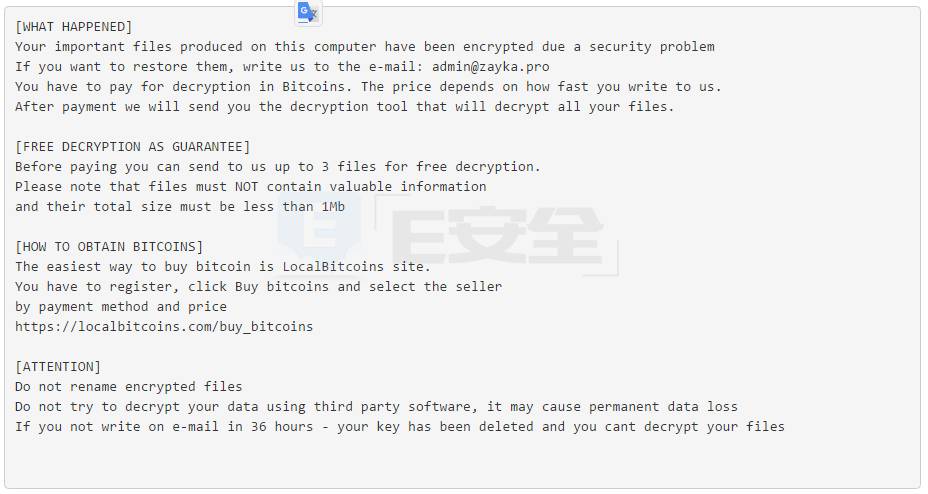 [WHAT HAPPENED]
Your important files produced on this computer have been encrypted due a security problem
If you want to restore them, write us to the e-mail: admin@zayka.pro
You have to pay for decryption in Bitcoins. The price depends on how fast you write to us.
After payment we will send you the decryption tool that will decrypt all your files.
[FREE DECRYPTION AS GUARANTEE]
Before paying you can send to us up to 3 files for free decryption.
Please note that files must NOT contain valuable information
and their total size must be less than 1Mb
E E安全
[HOW TO OBTAIN BITCOINS]
The easiest way to buy bitcoin is LocalBitcoins site.
You have to register, click Buy bitcoins and select the seller
by payment method and price
https://localbitcoins.com/buy_bitcoins
[ATTENTION]
Do not rename encrypted files
Do not try to decrypt your data using third party software, it may cause permanent data loss
If you not write on e-mail in 36 hours - your key has been deleted and you cant decrypt your files